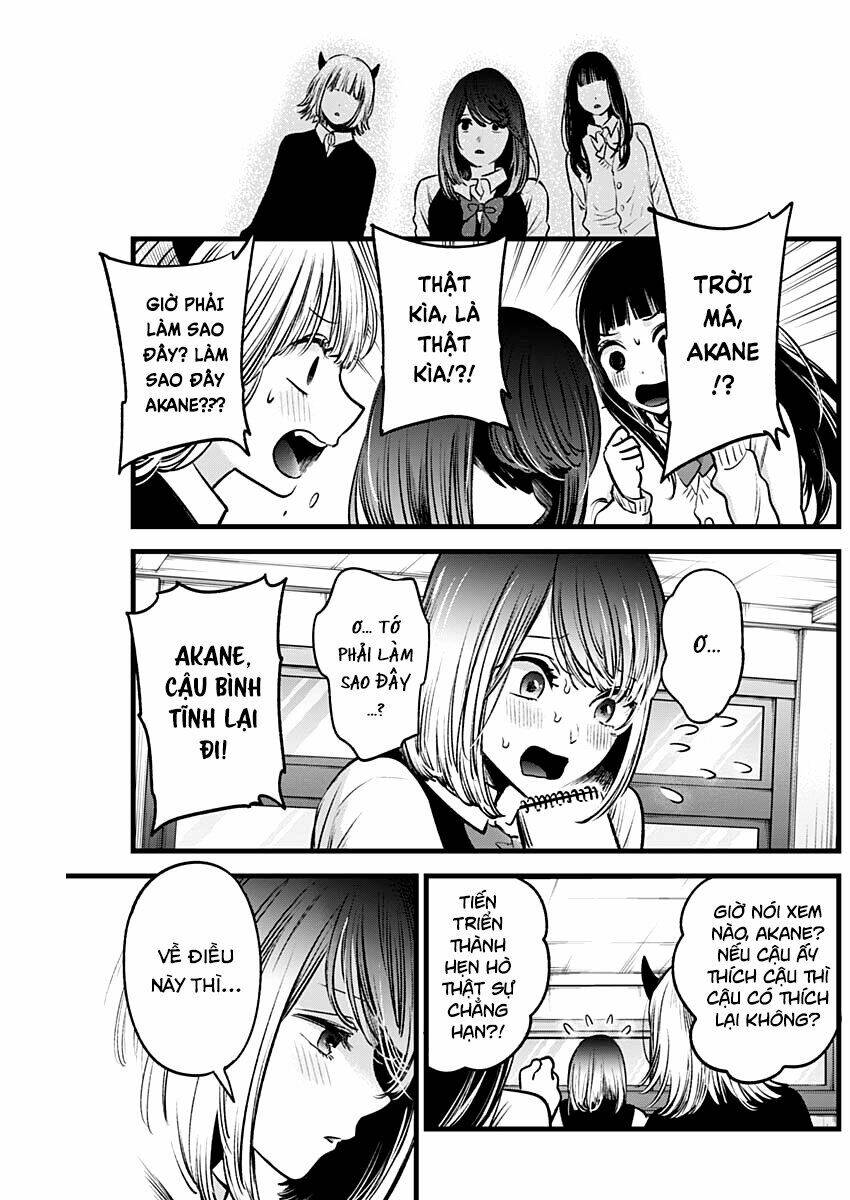 TRỜI
MÁ,
AKANE
!?
THẬT
KÌA, LÀ
THẬT
KÌA!?!
GIỜ PHẢI
LÀM SAO
ĐÂY? LÀM
SAO ĐÂY
AKANE???
Ơ...
Ơ... TỚ
PHẢI LÀM
SAO ĐÂY
...?
AKANE,
CẬU BÌNH
TĨNH LẠI
ĐI!
GIỜ NÓI XEM
NÀO, AKANE?
NẾU CẬU ẤY
THÍCH CẬU THÌ
CẬU CÓ THÍCH
LẠI KHÔNG?
TIẾN
TRIỂN
THÀNH
HẸN HÒ
THẬT SỰ
CHẲNG
HẠN?!
VỀ ĐIỀU
NÀY THÌ...